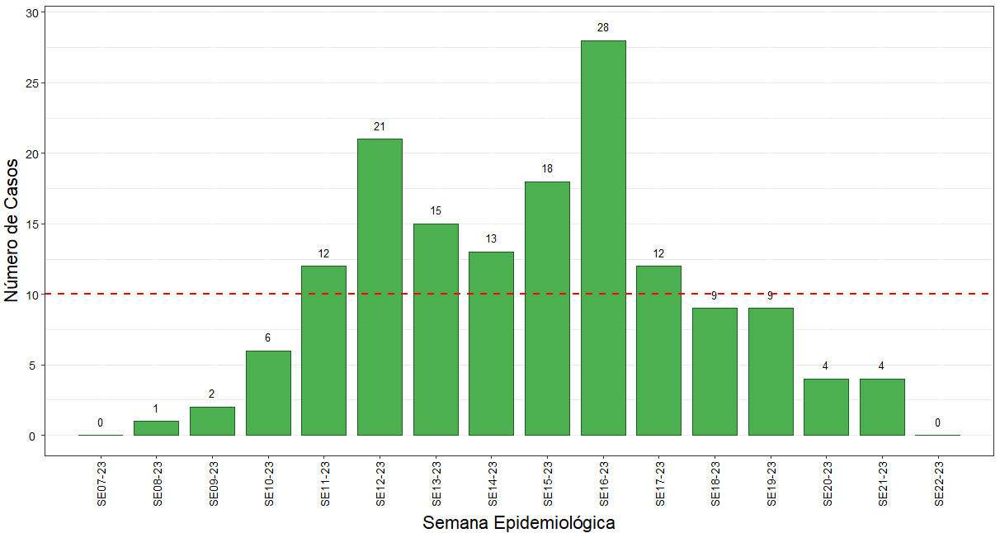 Número de Casos
30
25
20
15
10
5
0
0
1
2
6
12
21
15
13
18
28
12
9
9
4
4
0
SE07-23
SE08-23
SE09-23
SE10-23
SE11-23
SE12-23
SE13-23
SE14-23
SE15-23
SE16-23
SE17-23
SE18-23
SE19-23
SE20-23
SE21-23
SE22-23
Semana Epidemiológica